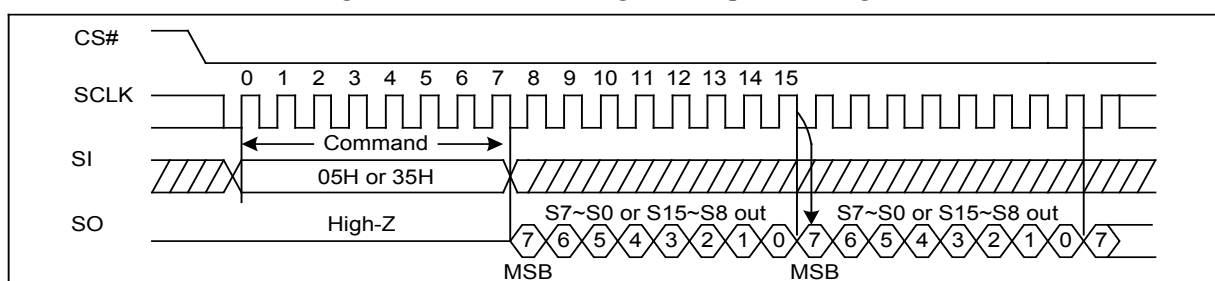 CS#
0 1 2 3 4 5 6 7 8 9 10 11 12 13 14 15
SCLK
Command
SI
05H or 35H
S7~S0 or S15~S8 out S7~S0 or S15~S8 out
SO
High-Z
7 6 5 4 3 2 1 0 7 6 5 4 3 2 1 0 7
MSB MSB